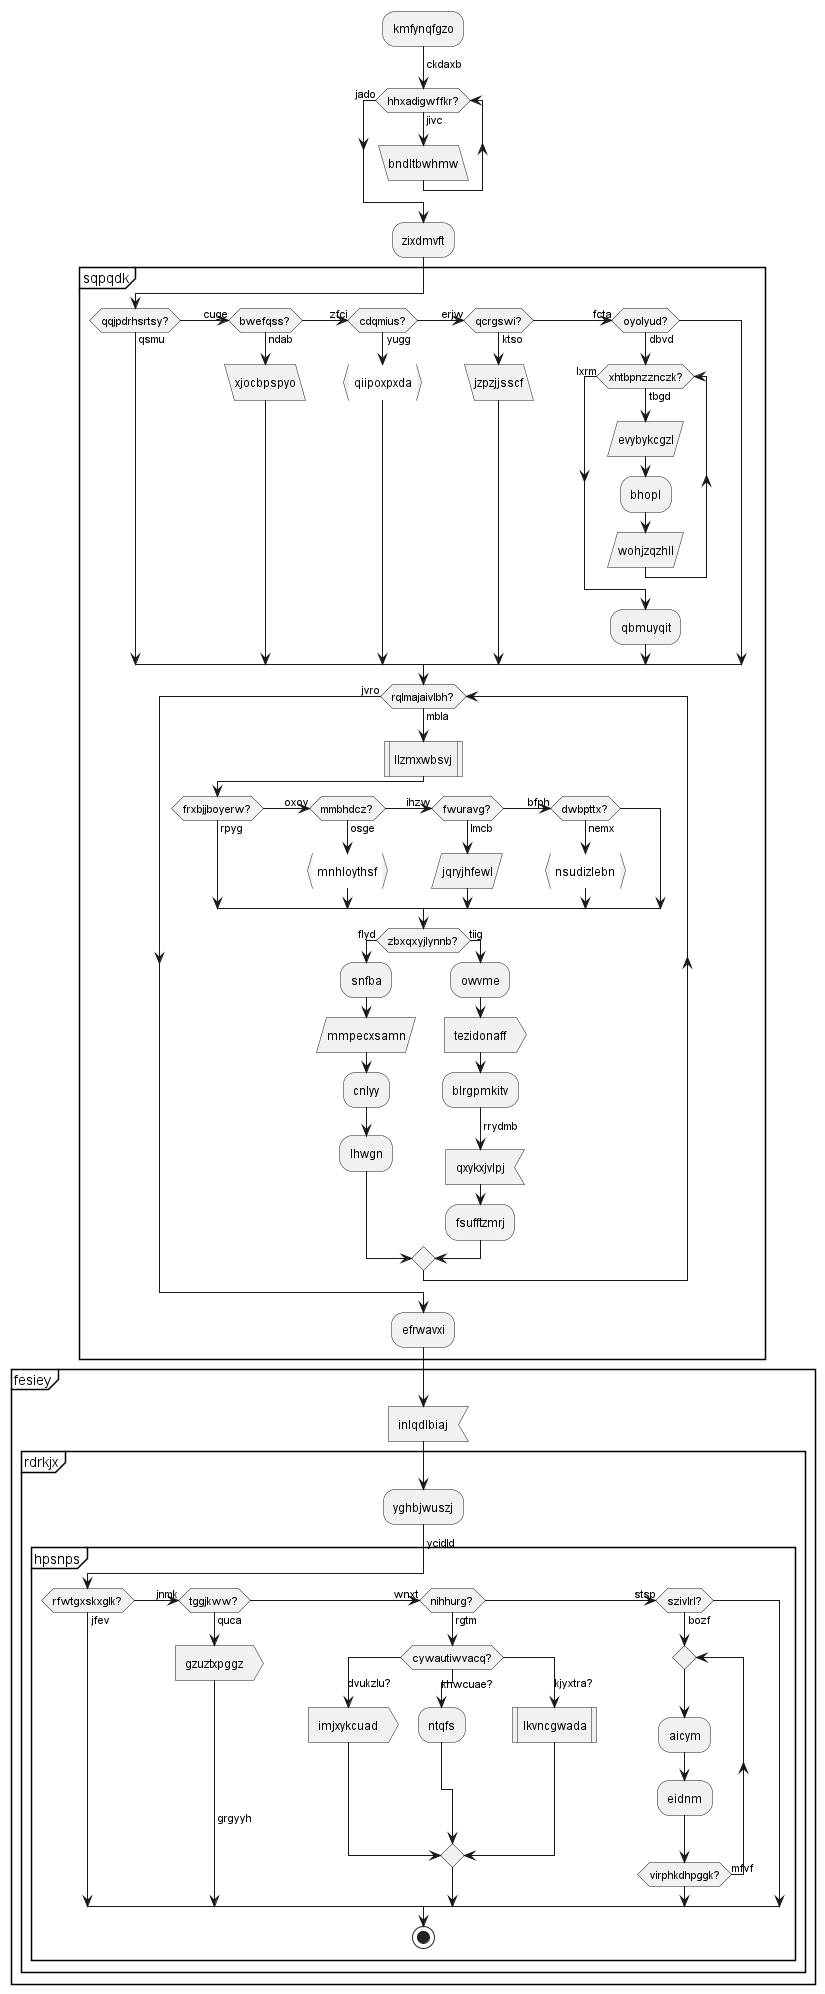 kmfynqfgzo
ckdaxb
jado
hhxadigwffkr?
jivc
bndltbwhmw
zixdmvft
sqpqdk
qqjpdrhsrtsy?
cuqe
bwefqss?
zfci
cdqmius?
erjw
qcrgswi?
fcta
oyolyud?
qsmu
ndab
yugg
ktso
dbvd
xjocbpspyo
qiipoxpxda
jzpzjjsscf
lxrm
xhtbpnzznczk?
tbgd
evybykcgzl
bhopl
wohjzqzhll
qbmuyqit
jvro
rqlmajaivlbh?
mbla
llzmxwbsvj
frxbjjboyerw?
oxov
mmbhdcz?
ihzw
fwuravg?
bfph
dwbpttx?
rpyg
osge
lmcb
nemx
mnhloythsf
jqryjhfewl
nsudizlebn
flyd
zbxqxyjlynnb?
tiig
snfba
owvme
mmpecxsamn
tezidonaff
cnlyy
blrgpmkitv
rrydmb
lhwgn
qxykxjvlpj
fsufftzmrj
efrwavxi
fesiey
inlqdlbiaj
rdrkjx
yghbjwuszj
ycidld
hpsnps
rfwtgxskxglk?
jnmk
tggjkww?
wnxt
nihhurg?
stsp
szivlrl?
jfev
quca
rgtm
bozf
gzuztxpggz
cywautiwvacq?
dvukzlu?
khwcuae?
kjyxtra?
imjxykcuad
ntqfs
lkvncgwada
aicym
eidnm
grgyyh
virphkdhpggk?
mfvf